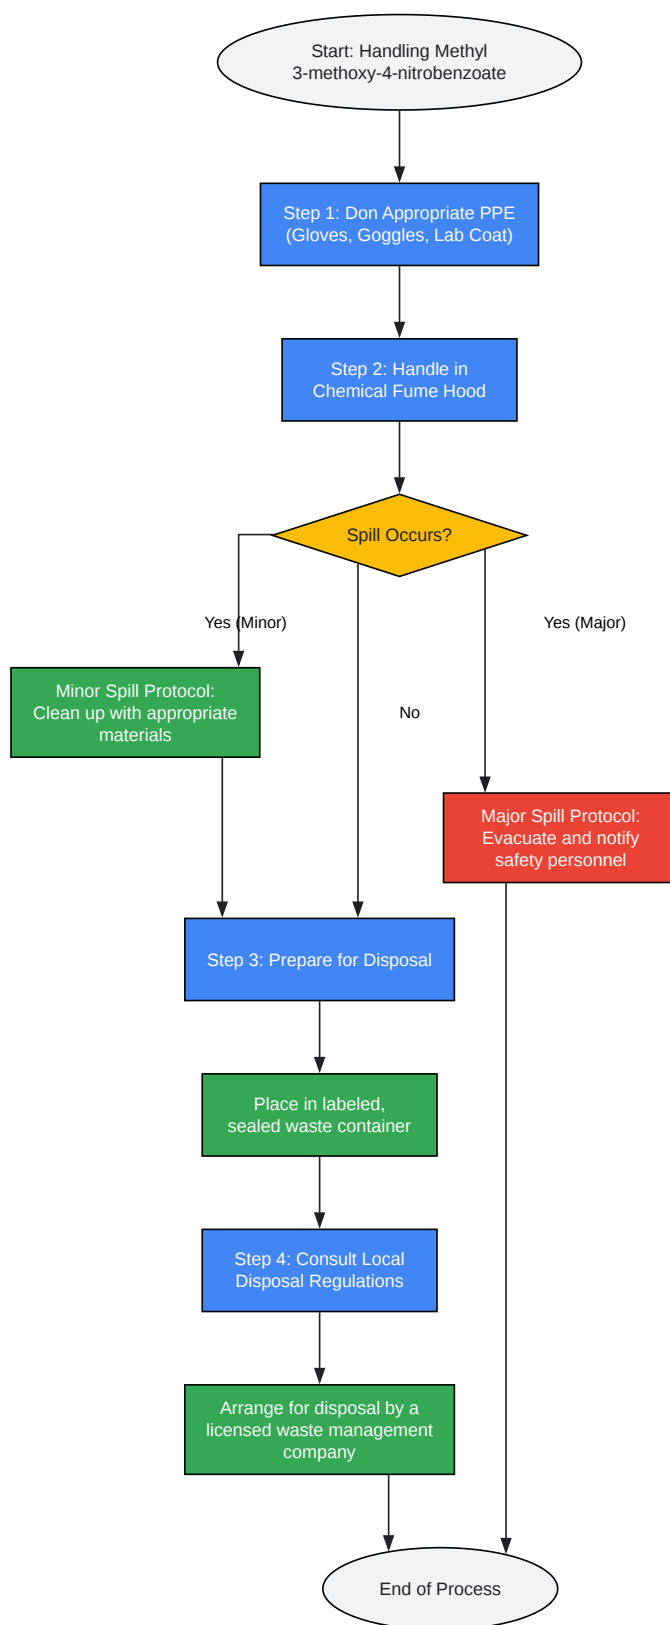 Start: Handling Methyl
3-methoxy-4-nitrobenzoate
Step 1: Don Appropriate PPE
(Gloves, Goggles, Lab Coat)
Step 2: Handle in
Chemical Fume Hood
Spill Occurs?
Yes (Minor)
Yes (Major)
Minor Spill Protocol:
Clean up with appropriate
materials
No
Major Spill Protocol:
Evacuate and notify
safety personnel
Step 3: Prepare for Disposal
Place in labeled,
sealed waste container
Step 4: Consult Local
Disposal Regulations
Arrange for disposal by a
licensed waste management
company
End of Process